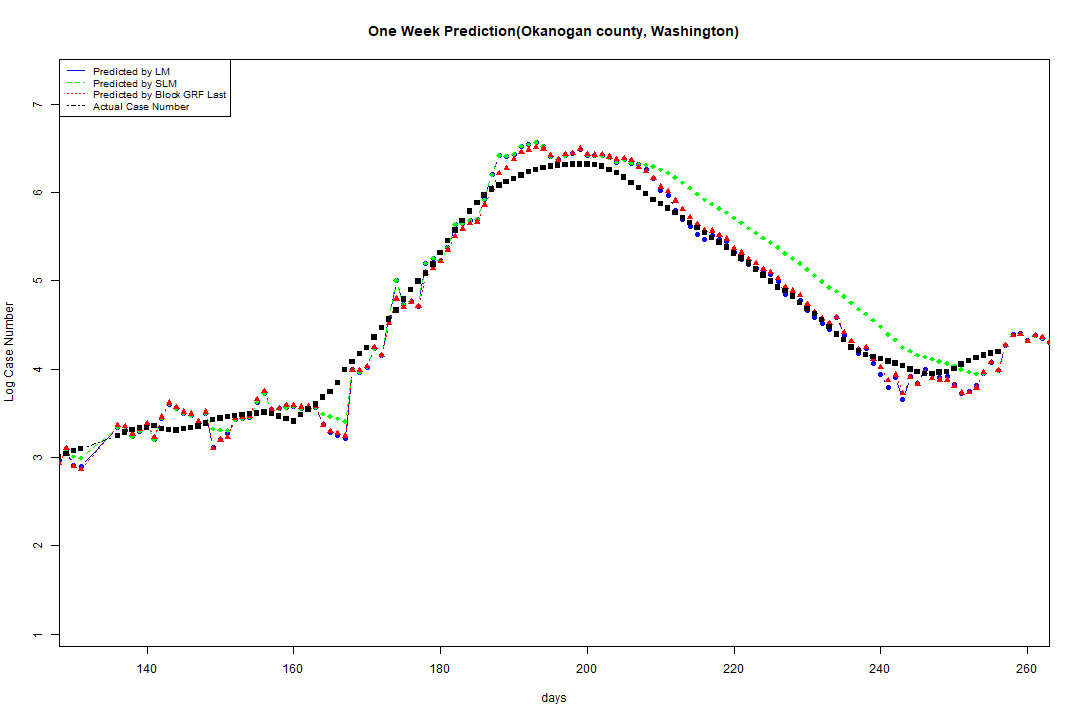 One Week Prediction(Okanogan county, Washington)
Predicted by LM
Predicted by SLM
Predicted by Block GRF Last
Actual Case Number
7
6
5
4
3
2
1
Log Case Number
140 160 180 200 220 240 260
days